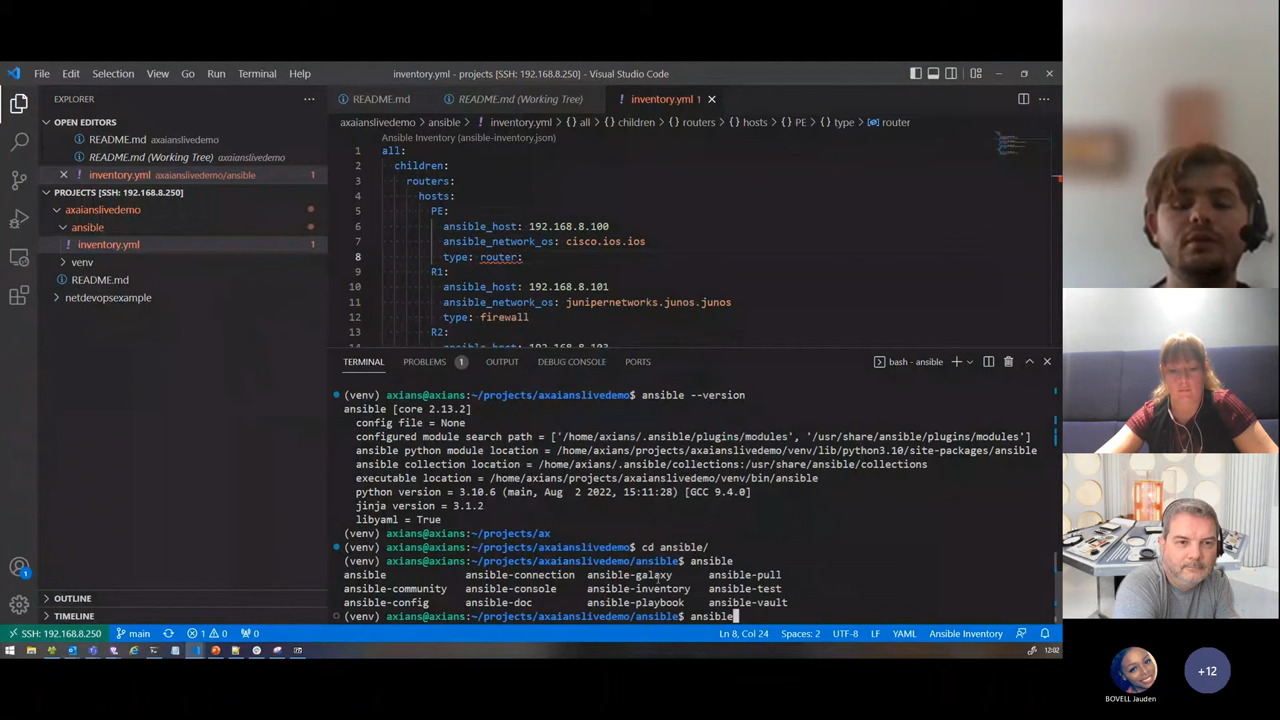 File Edit Selection View Go Run Terminal Help
inventory.yml - projects [SSH: 192.168.8.250] - Visual Studio Code
EXPLORER
README.md
README.md (Working Tree)
inventory.yml 1
OPEN EDITORS
README.md axaianslivedemo
README.md (Working Tree) axaianslivedemo
inventory.yml axaianslivedemo/ansible 1
PROJECTS [SSH: 192.168.8.250]
axaianslivedemo
ansible
inventory.yml 1
venv
README.md
netdevopsexample
OUTLINE
TIMELINE
axaianslivedemo > ansible > inventory.yml > {} all > {} children > {} routers > {} hosts > {} PE > {} type > router
Ansible Inventory (ansible-inventory.json)
1 all:
2 children:
3 routers:
4 hosts:
5 PE:
6 ansible_host: 192.168.8.100
7 ansible_network_os: cisco.ios.ios
8 type: router:
9 R1:
10 ansible_host: 192.168.8.101
11 ansible_network_os: junipernetworks.junos.junos
12 type: firewall
13 R2:
TERMINAL PROBLEMS 1 OUTPUT DEBUG CONSOLE PORTS
bash - ansible
(venv) axians@axians:~/projects/axaianslivedemo$ ansible --version
ansible [core 2.13.2]
config file = None
configured module search path = ['/home/axians/.ansible/plugins/modules', '/usr/share/ansible/plugins/modules']
ansible python module location = /home/axians/projects/axaianslivedemo/venv/lib/python3.10/site-packages/ansible
ansible collection location = /home/axians/.ansible/collections:/usr/share/ansible/collections
executable location = /home/axians/projects/axaianslivedemo/venv/bin/ansible
python version = 3.10.6 (main, Aug 2 2022, 15:11:28) [GCC 9.4.0]
jinja version = 3.1.2
libyaml = True
(venv) axians@axians:~/projects/ax
(venv) axians@axians:~/projects/axaianslivedemo$ cd ansible/
(venv) axians@axians:~/projects/axaianslivedemo/ansible$ ansible
ansible ansible-connection ansible-galaxy ansible-pull
ansible-community ansible-console ansible-inventory ansible-test
ansible-config ansible-doc ansible-playbook ansible-vault
(venv) axians@axians:~/projects/axaianslivedemo/ansible$ ansible
SSH: 192.168.8.250 main 1 0 0 Ln 8, Col 24 Spaces: 2 UTF-8 LF YAML Ansible Inventory
12:02
+12
BOVELL Jauden